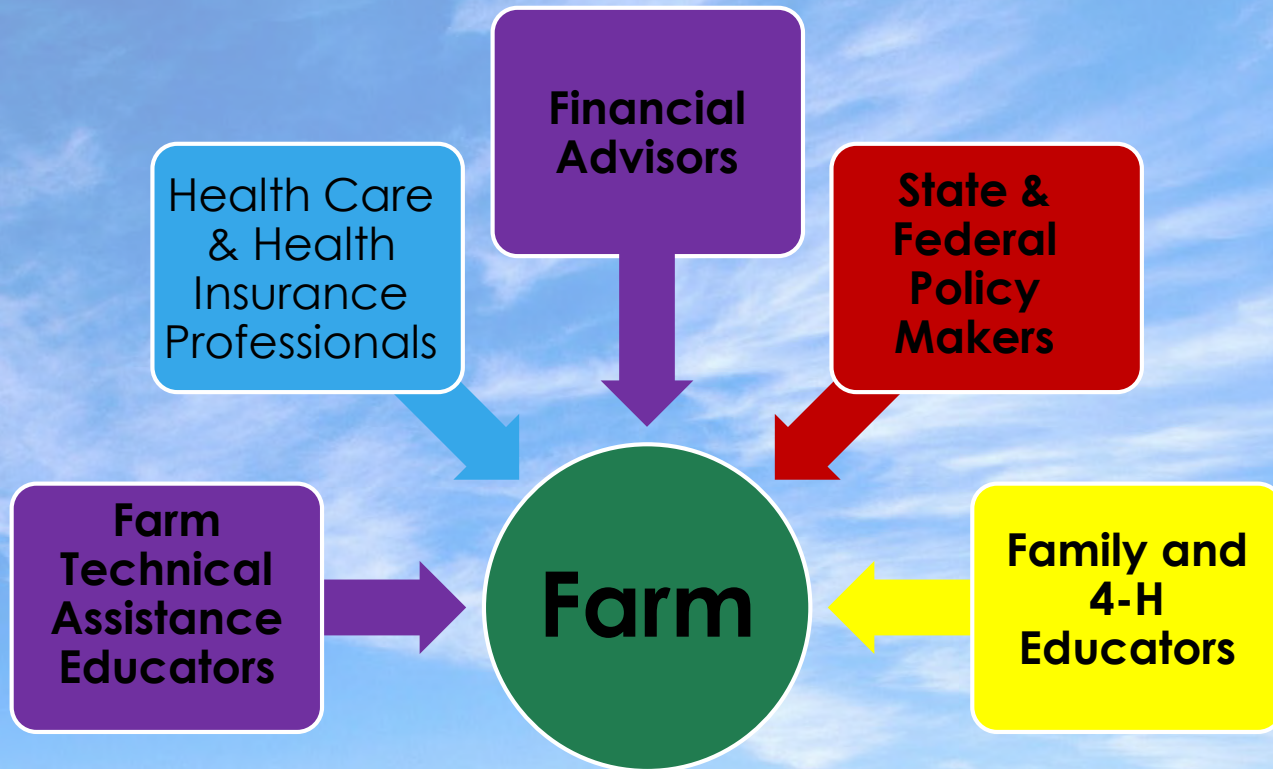 Financial
Advisors
Health Care
& Health
Insurance
Professionals
State &
Federal
Policy
Makers
Farm
Technical
Assistance
Educators
Farm
Family and
4-H
Educators